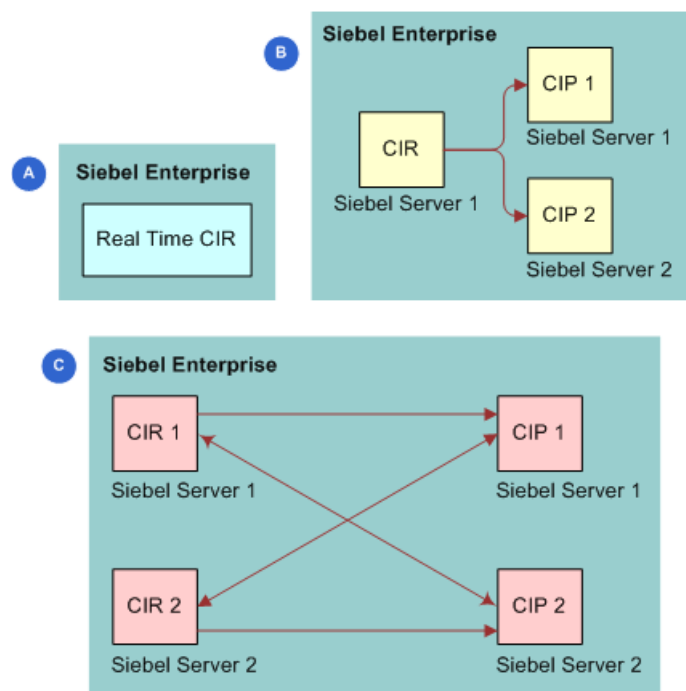 A
Siebel Enterprise
Real Time CIR
B
Siebel Enterprise
CIR
Siebel Server 1
CIP 1
Siebel Server 1
CIP 2
Siebel Server 2
C
Siebel Enterprise
CIR 1
Siebel Server 1
CIP 1
Siebel Server 1
CIR 2
Siebel Server 2
CIP 2
Siebel Server 2